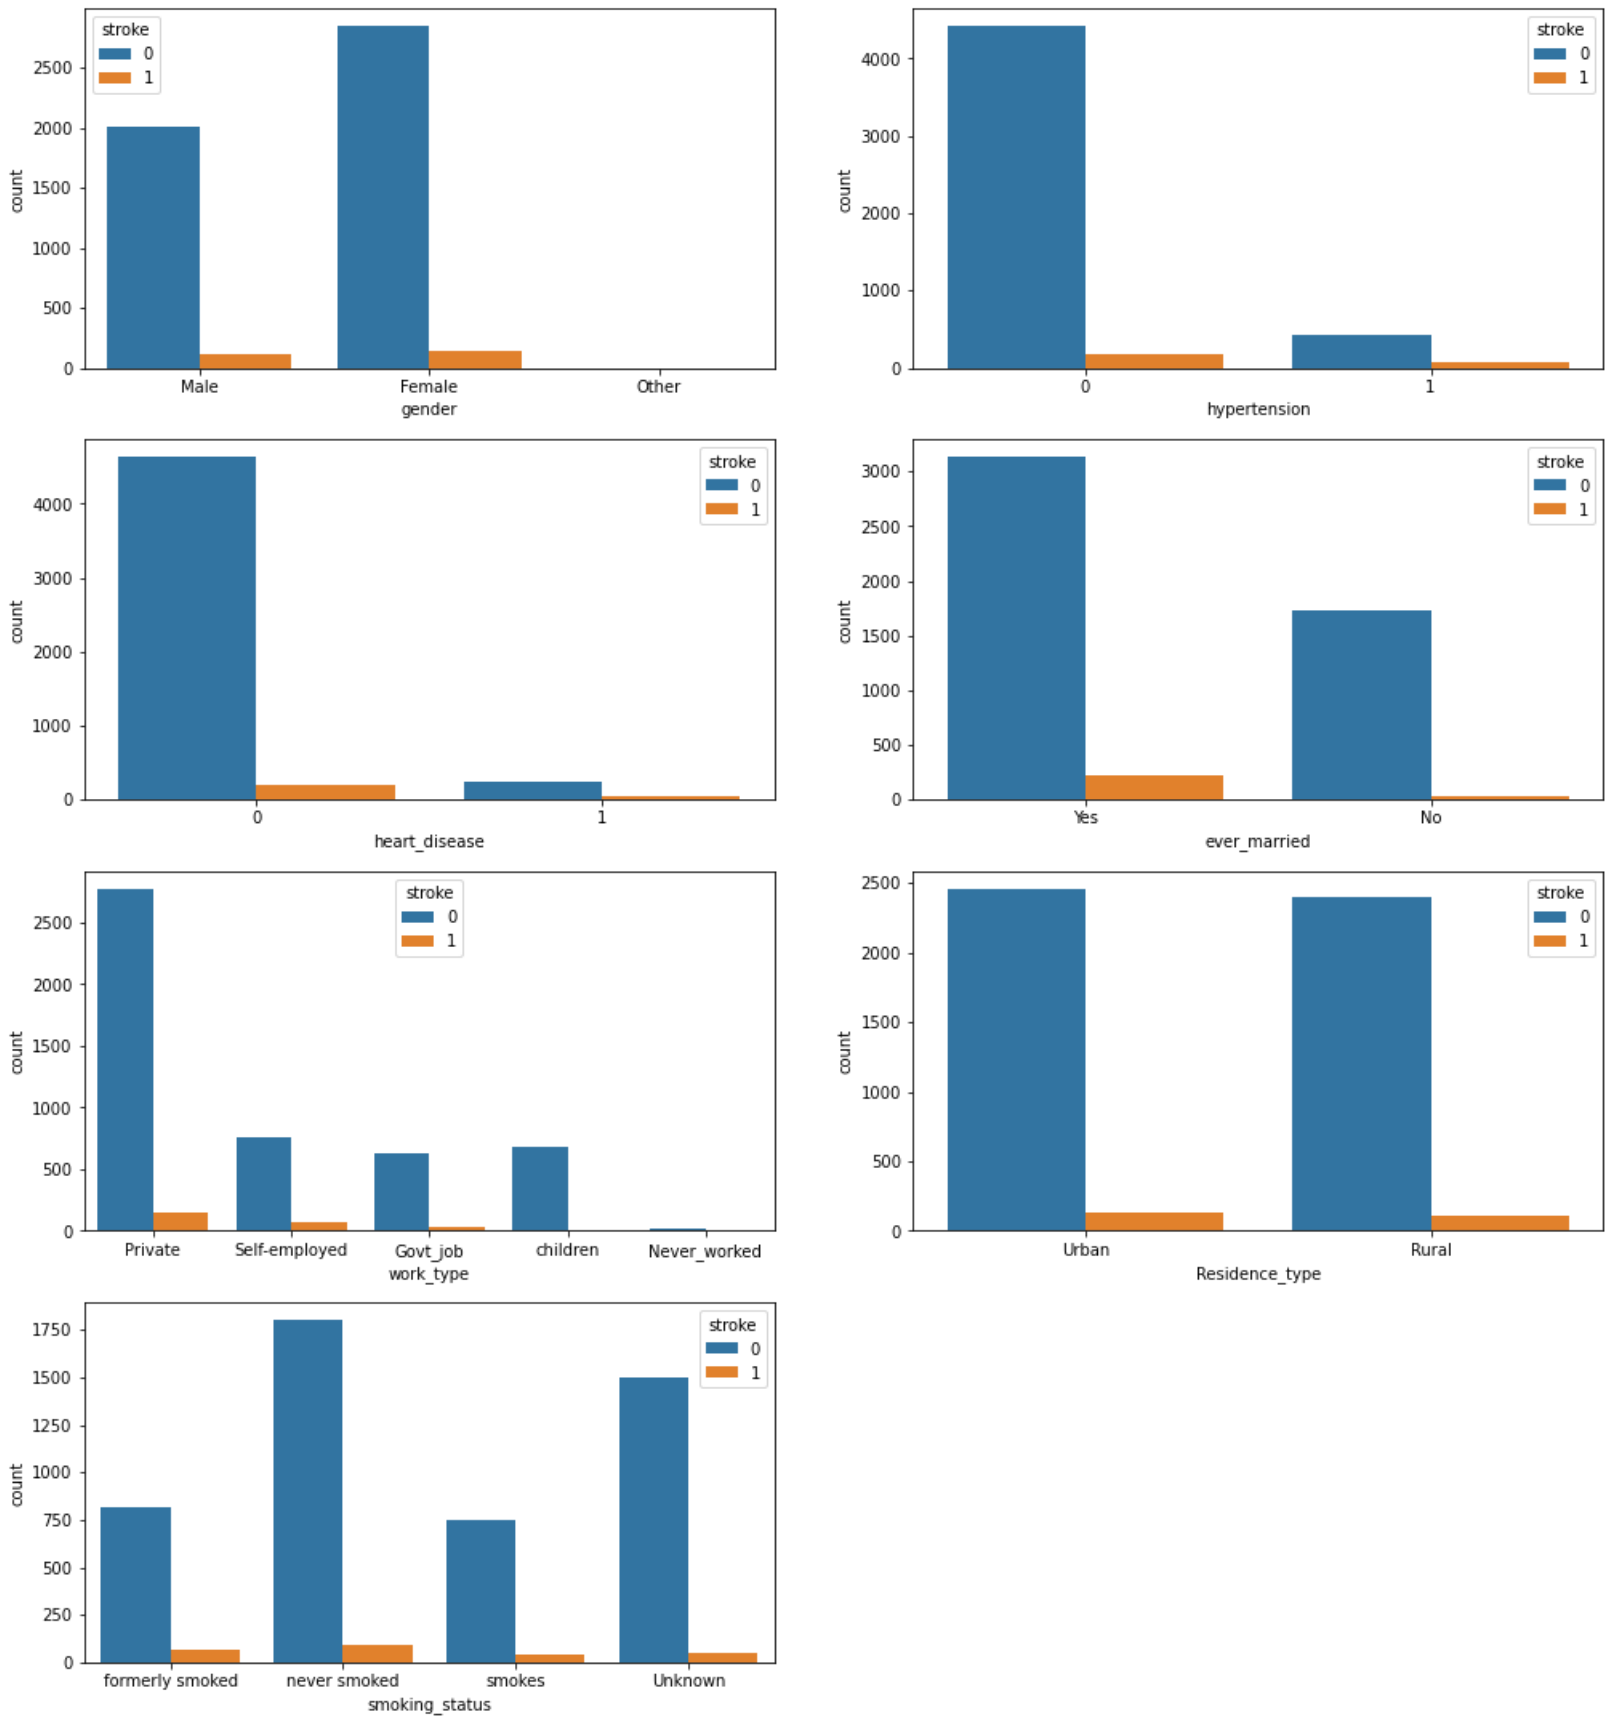 stroke
0
1
2500
2000
1500
1000
500
0
count
Male Female Other
gender
stroke
0
1
4000
3000
2000
1000
0
count
0 1
hypertension
stroke
0
1
4000
3000
2000
1000
0
count
0 1
heart_disease
stroke
0
1
3000
2500
2000
1500
1000
500
0
count
Yes No
ever_married
stroke
0
1
2500
2000
1500
1000
500
0
count
Private Self-employed Govt_job children Never_worked
work_type
stroke
0
1
2500
2000
1500
1000
500
0
count
Urban Rural
Residence_type
stroke
0
1
1750
1500
1250
1000
750
500
250
0
count
formerly smoked never smoked smokes Unknown
smoking_status